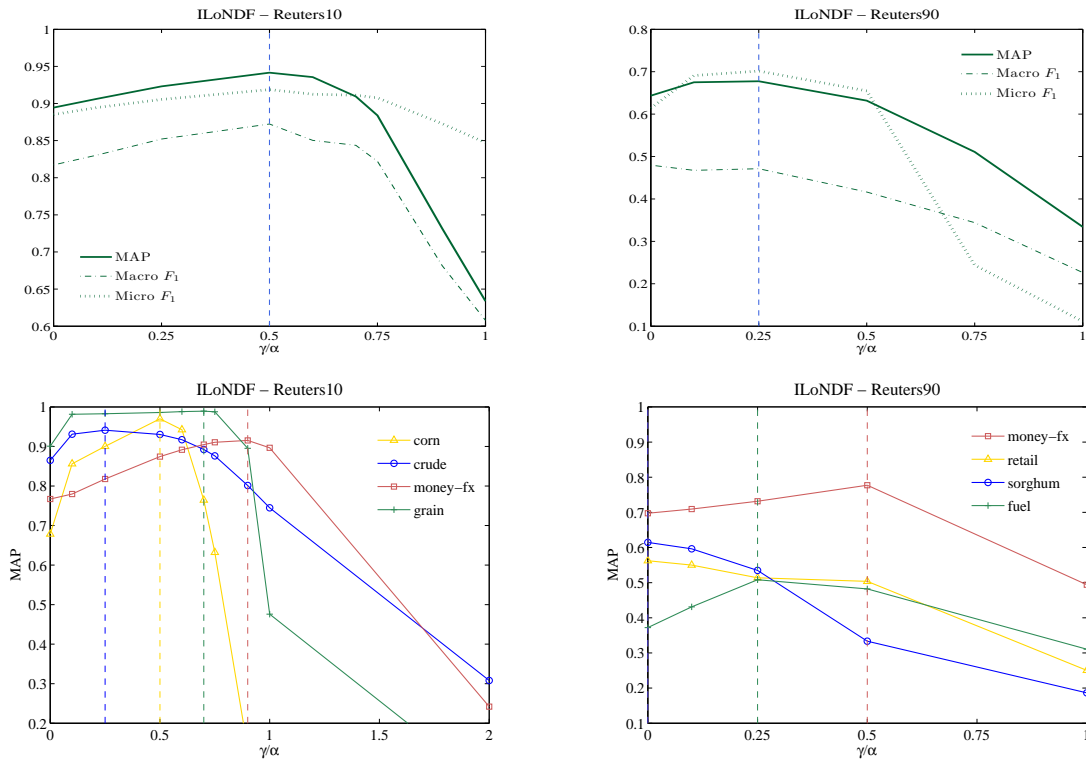 ILoNDF – Reuters10
1
0.95
0.9
0.85
0.8
0.75
0.7
0.65
0.6
0 0.25 0.5 0.75 1
γ/α
MAP
Macro F₁
Micro F₁
ILoNDF – Reuters90
0.8
0.7
0.6
0.5
0.4
0.3
0.2
0.1
0 0.25 0.5 0.75 1
γ/α
MAP
Macro F₁
Micro F₁
ILoNDF – Reuters10
MAP
1
0.9
0.8
0.7
0.6
0.5
0.4
0.3
0.2
0 0.5 1 1.5 2
γ/α
corn
crude
money–fx
grain
ILoNDF – Reuters90
MAP
1
0.9
0.8
0.7
0.6
0.5
0.4
0.3
0.2
0.1
0 0.25 0.5 0.75 1
γ/α
money–fx
retail
sorghum
fuel